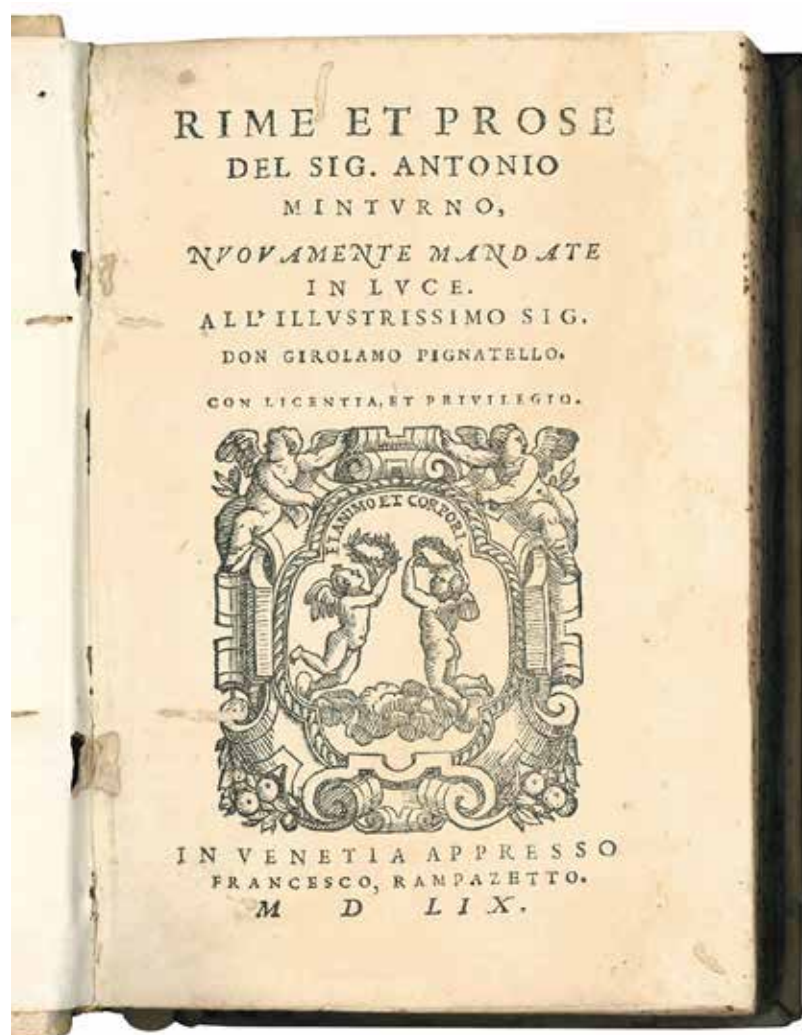 RIME ET PROSE
DEL SIG. ANTONIO
MINTVRNO,
NVOVAMENTE MANDATE
IN LVCE.
ALL'ILLVSTRISSIMO SIG.
DON GIROLAMO PIGNATELLO.
CON LICENTIA, ET PRIVILEGIO.
ET ANIMO ET CORPORI
IN VENETIA APPRESSO
FRANCESCO, RAMPAZETTO.
M D LIX.